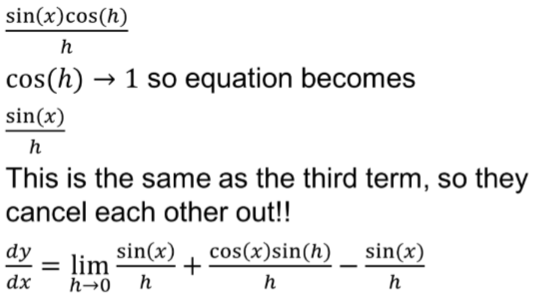 sin(x)cos(h)/h
cos(h) → 1 so equation becomes
sin(x)/h
This is the same as the third term, so they
cancel each other out!!
dy/dx = lim h→0 sin(x)/h + cos(x)sin(h)/h − sin(x)/h